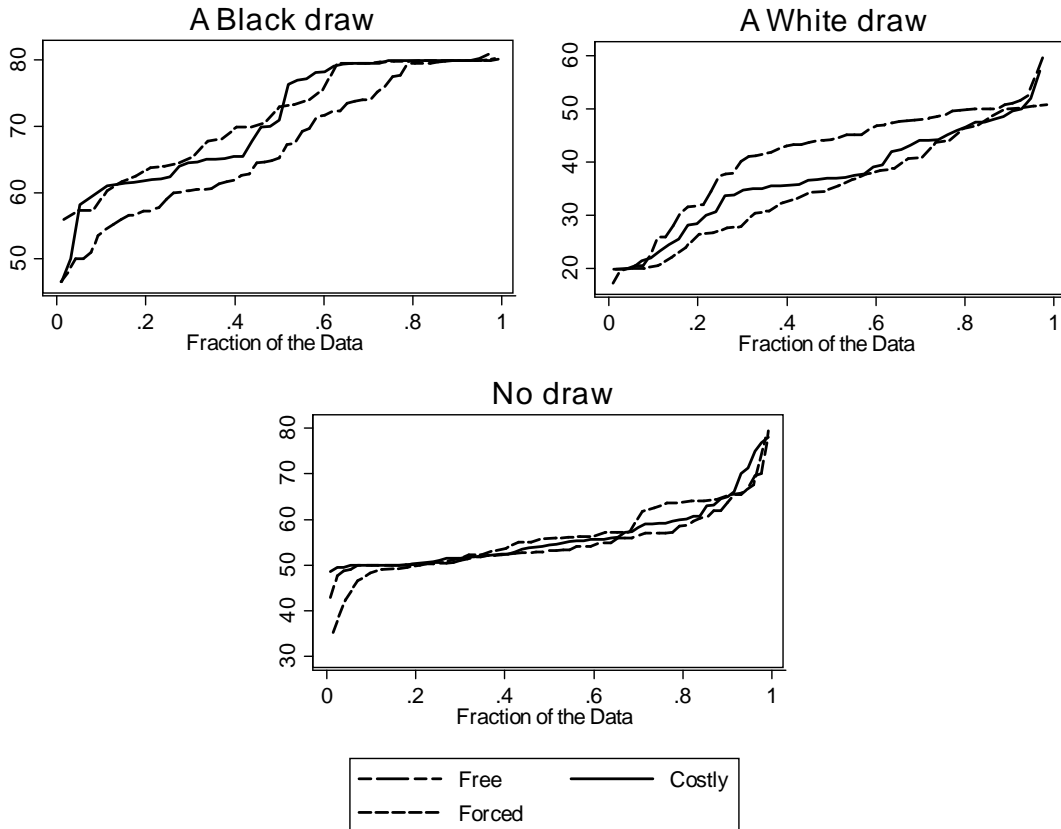 A Black draw
80
70
60
50
0 .2 .4 .6 .8 1
Fraction of the Data
A White draw
60
50
40
30
20
0 .2 .4 .6 .8 1
Fraction of the Data
No draw
80
70
60
50
40
30
0 .2 .4 .6 .8 1
Fraction of the Data
Free Costly
Forced